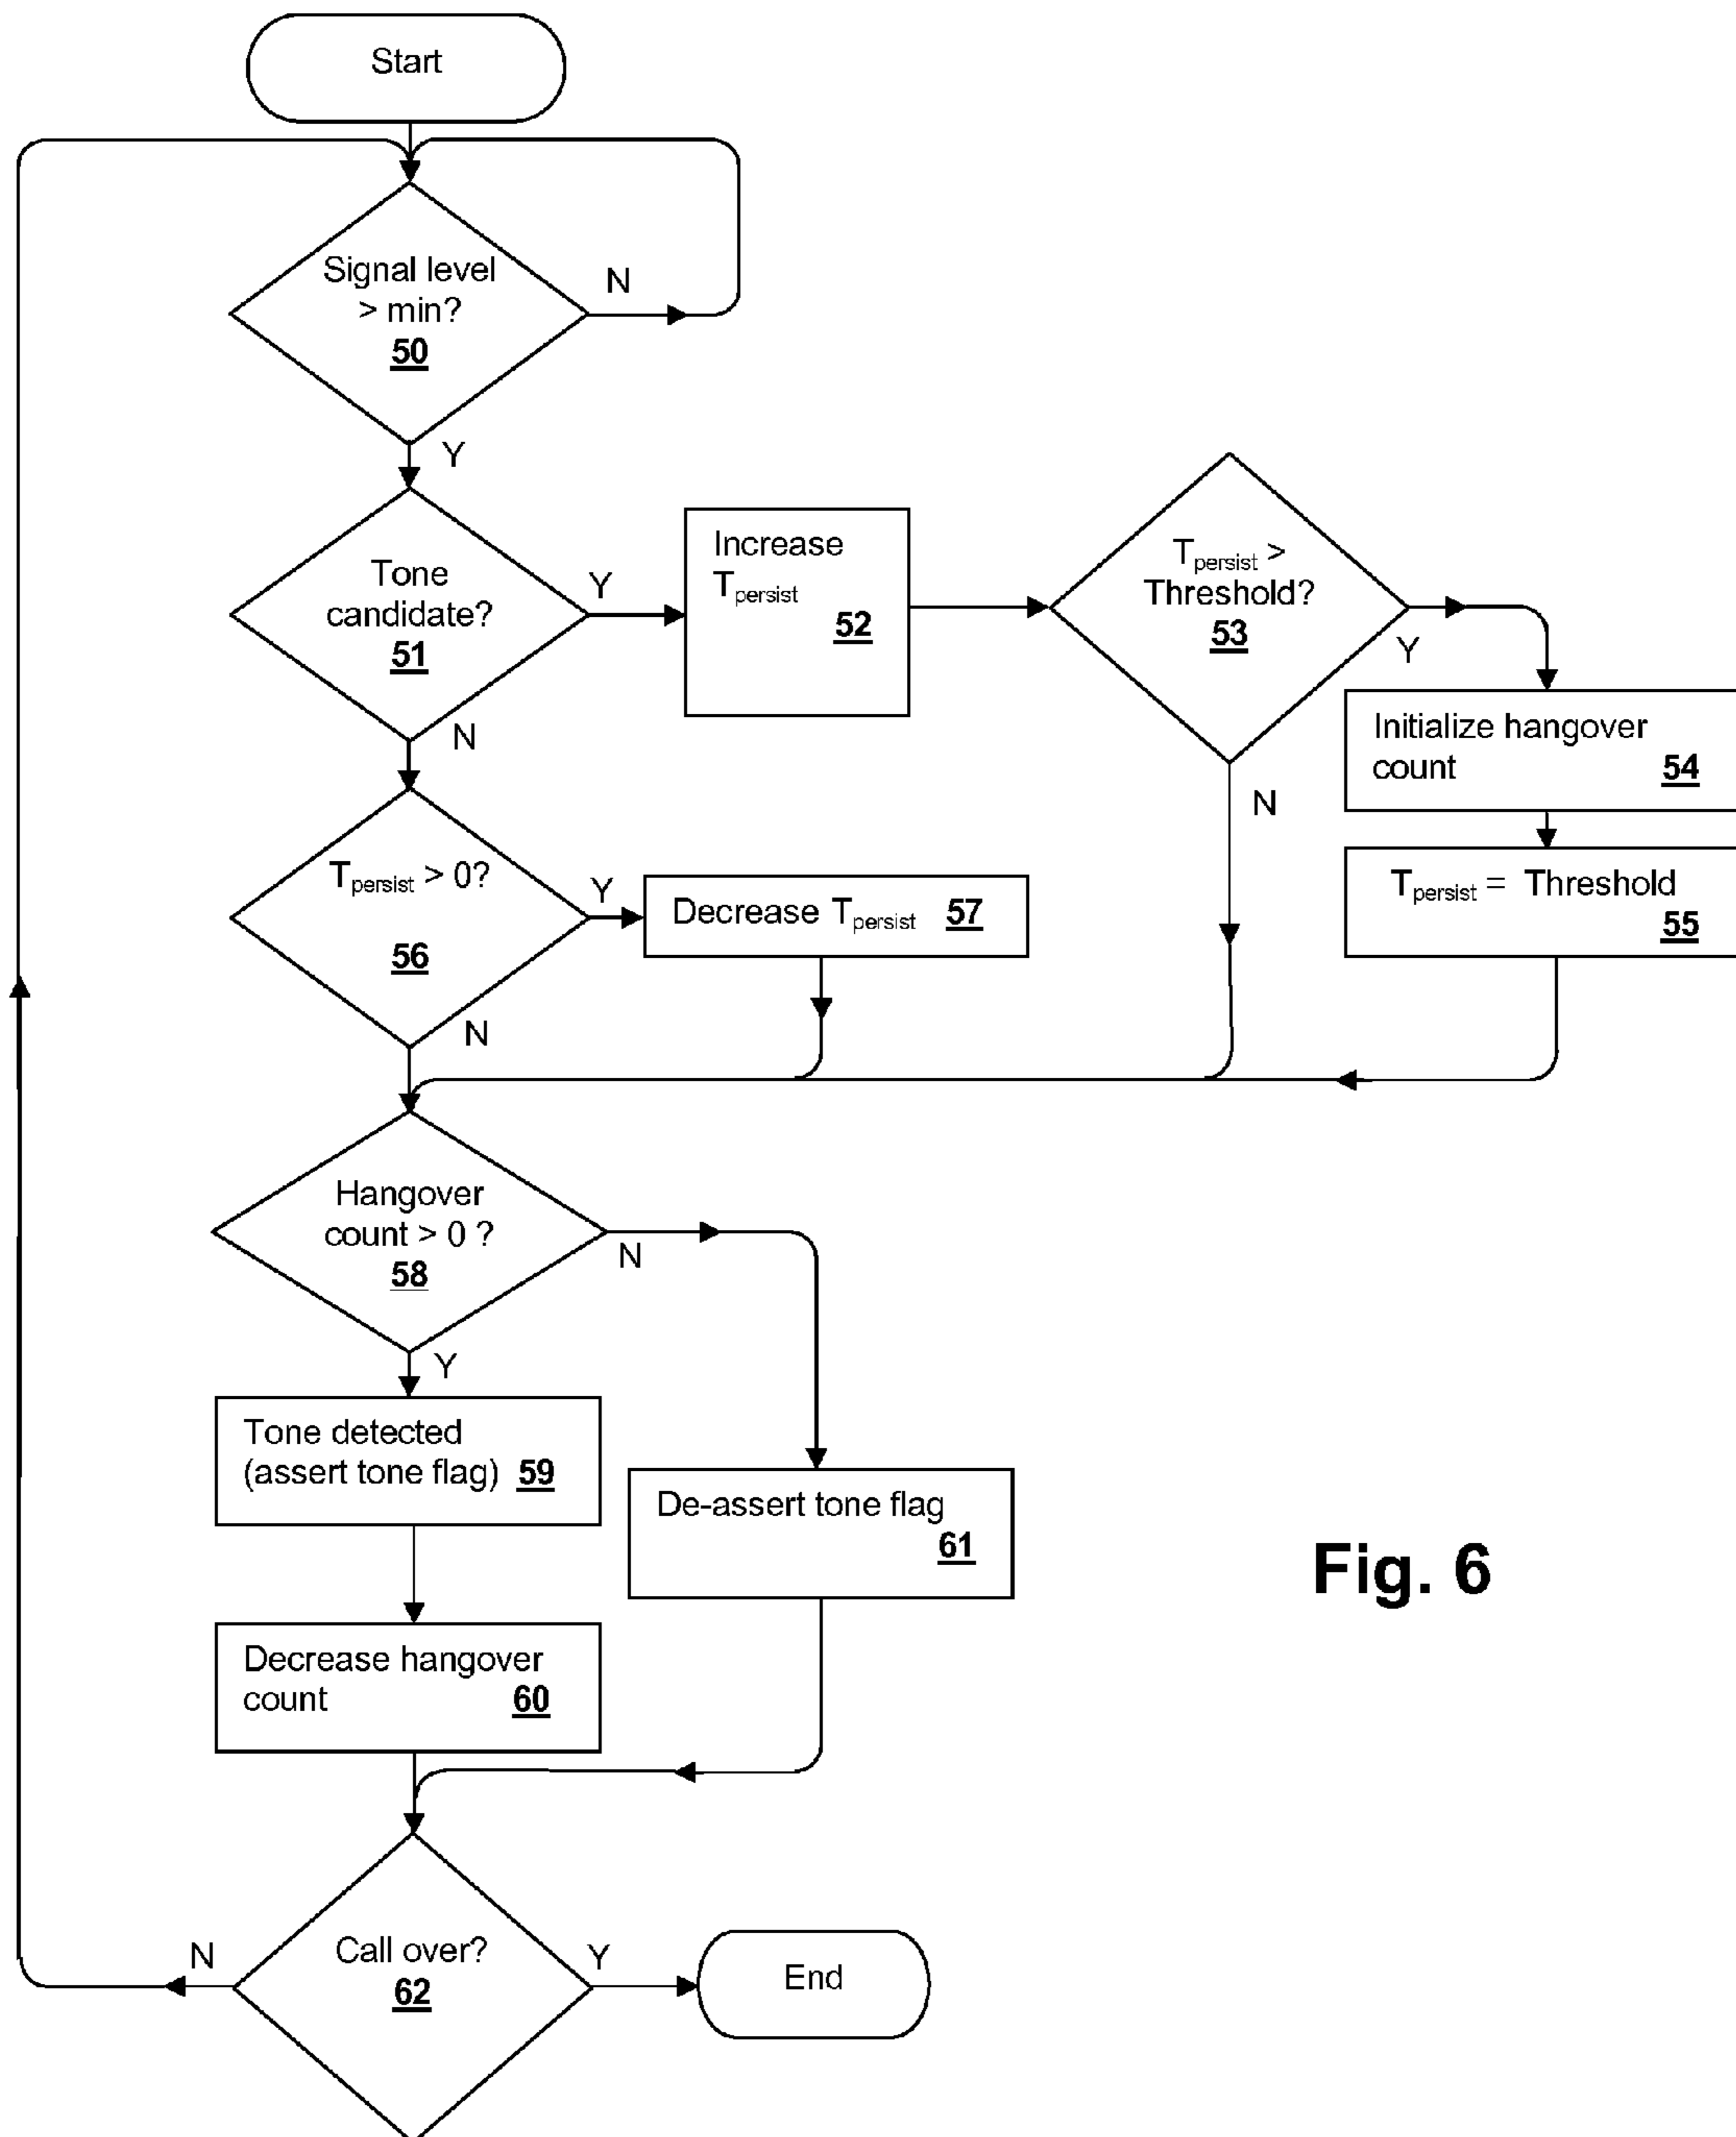 Start
Signal level
> min?
50
N
Y
Tone
candidate?
51
Y
N
Increase
Tpersist
52
Tpersist >
Threshold?
53
Y
N
Initialize hangover
count 54
Tpersist = Threshold
55
Tpersist > 0?
56
Y
N
Decrease Tpersist 57
Hangover
count > 0 ?
58
N
Y
Tone detected
(assert tone flag) 59
De-assert tone flag
61
Decrease hangover
count 60
Call over?
62
N
Y
End
Fig. 6